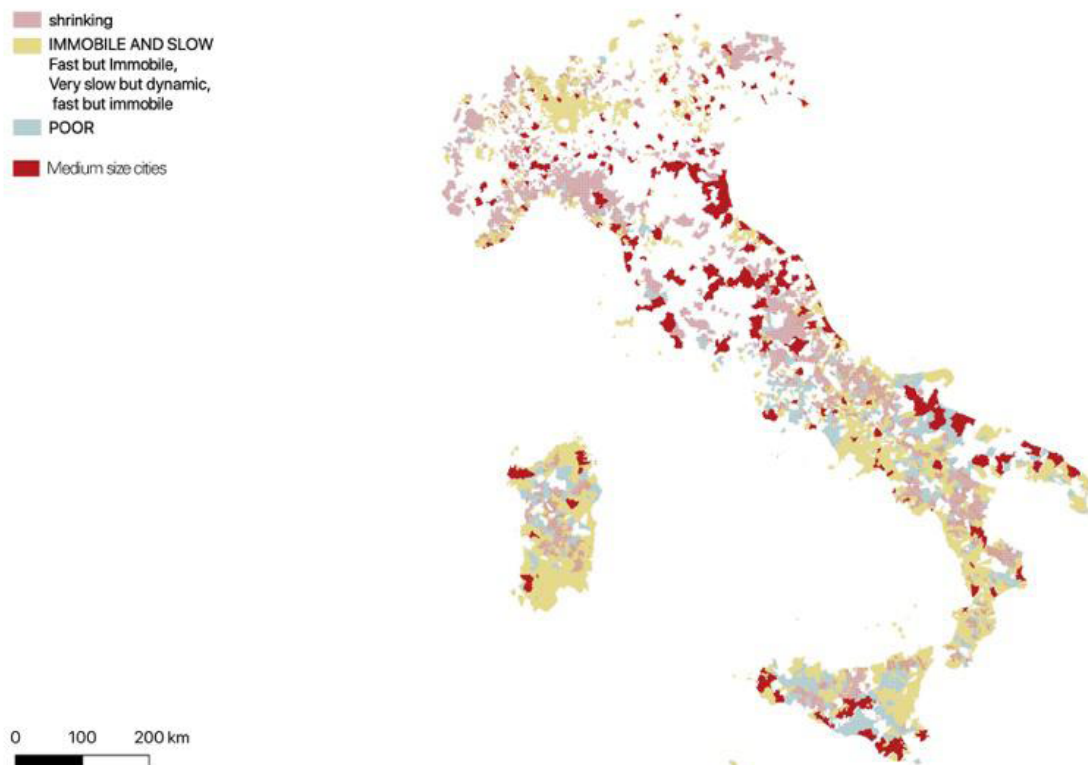 shrinking
IMMOBILE AND SLOW
Fast but Immobile,
Very slow but dynamic,
fast but immobile
POOR
Medium size cities
0 100 200 km